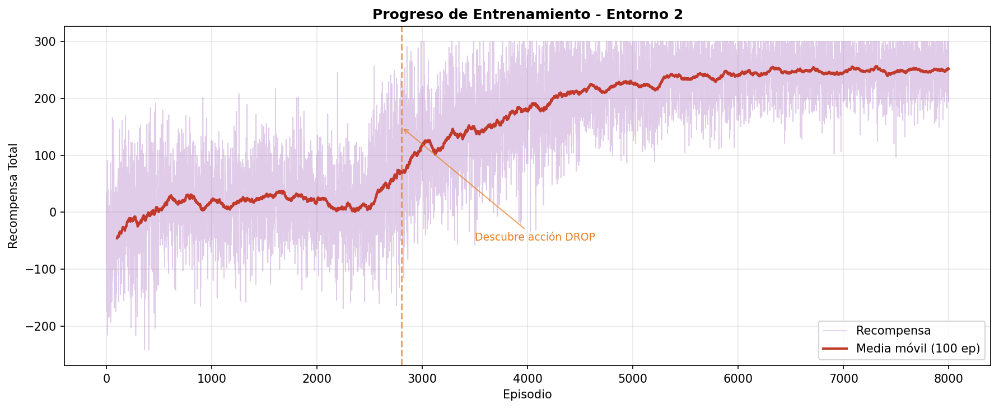 Progreso de Entrenamiento - Entorno 2
Recompensa Total
300
200
100
0
−100
−200
Descubre acción DROP
Recompensa
Media móvil (100 ep)
0
1000
2000
3000
4000
5000
6000
7000
8000
Episodio